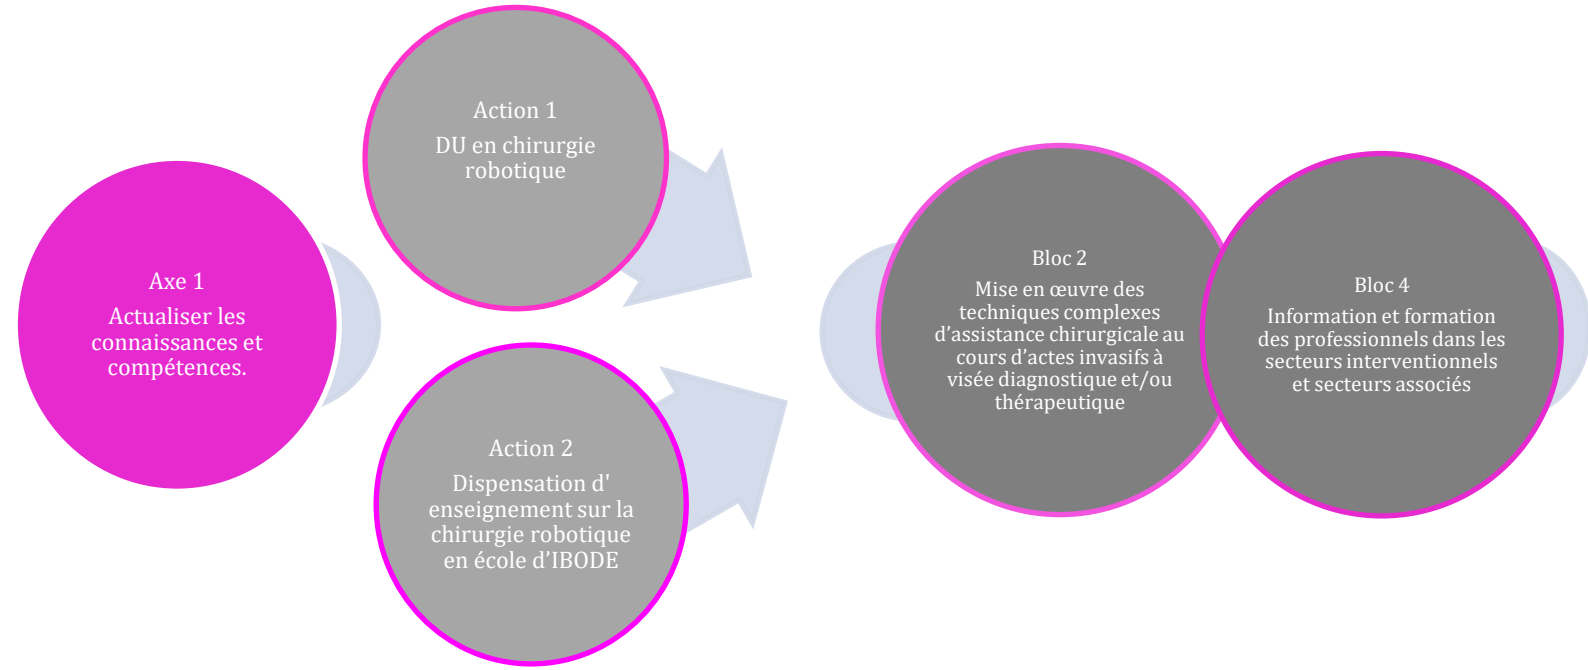 Axe 1
Actualiser les
connaissances et
compétences.
Action 1
DU en chirurgie
robotique
Action 2
Dispensation d'
enseignement sur la
chirurgie robotique
en école d’IBODE
Bloc 2
Mise en œuvre des
techniques complexes
d’assistance chirurgicale au
cours d’actes invasifs à
visée diagnostique et/ou
thérapeutique
Bloc 4
Information et formation
des professionnels dans les
secteurs interventionnels
et secteurs associés